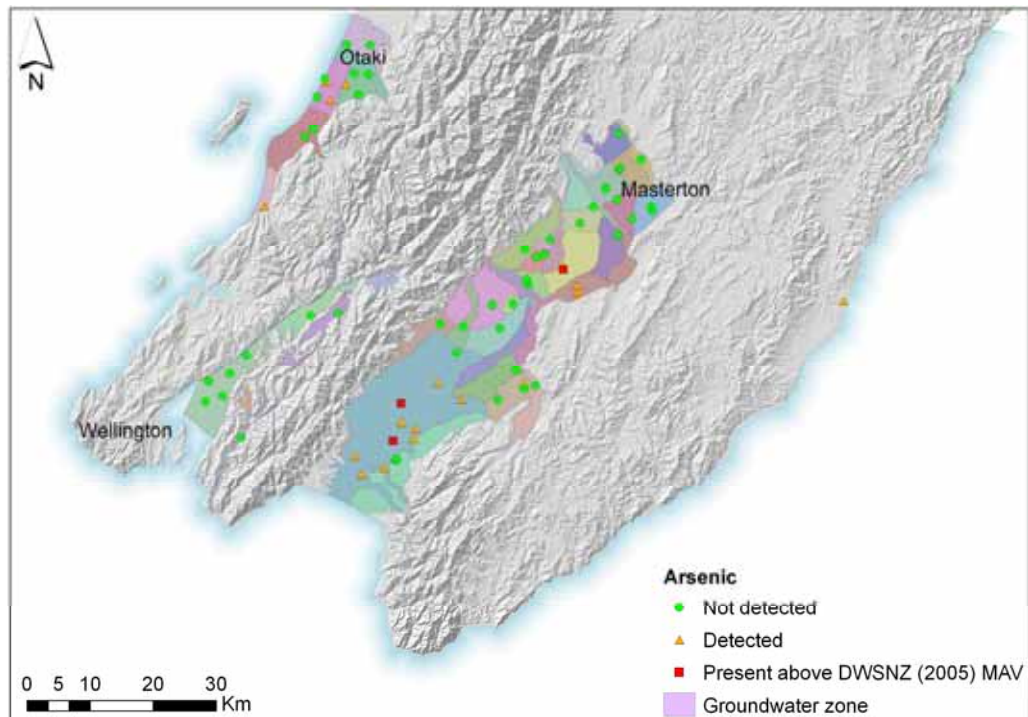 N
Otaki
Masterton
Wellington
Arsenic
Not detected
Detected
Present above DWSNZ (2005) MAV
Groundwater zone
0 5 10 20 30
Km